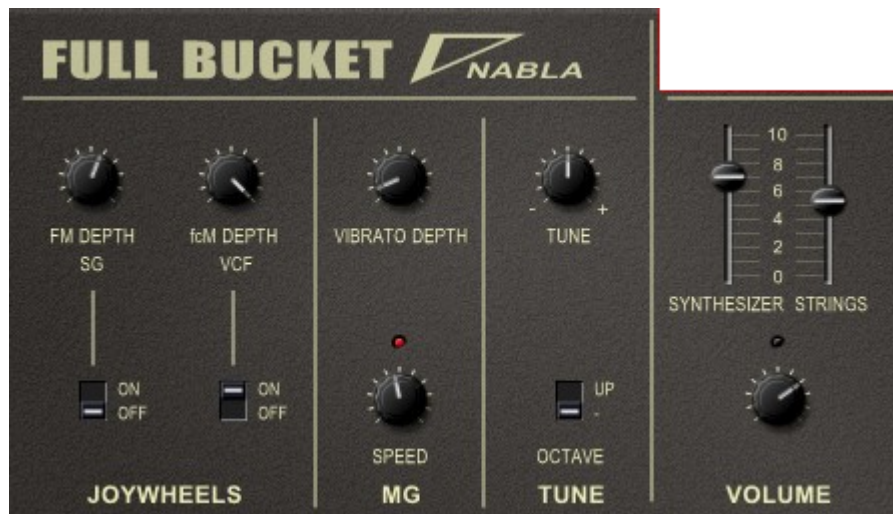 FULL BUCKET NABLA
10
8
6
4
2
0
FM DEPTH
SG
fcM DEPTH
VCF
VIBRATO DEPTH
- +
TUNE
SYNTHESIZER STRINGS
ON
OFF
ON
OFF
UP
-
SPEED
OCTAVE
JOYWHEELS
MG
TUNE
VOLUME